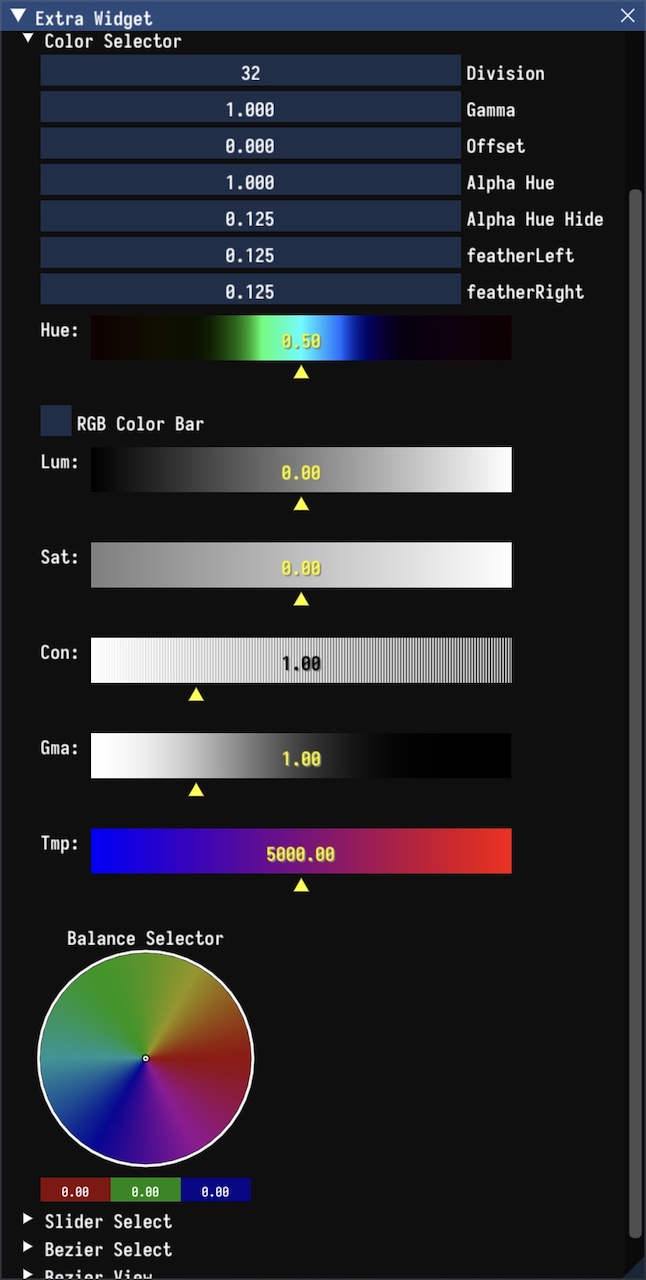 Extra Widget
Color Selector
32 Division
1.000 Gamma
0.000 Offset
1.000 Alpha Hue
0.125 Alpha Hue Hide
0.125 featherLeft
0.125 featherRight
Hue: 0.50
RGB Color Bar
Lum: 0.00
Sat: 0.00
Con: 1.00
Gma: 1.00
Tmp: 5000.00
Balance Selector
0.00 0.00 0.00
Slider Select
Bezier Select
Bezier View